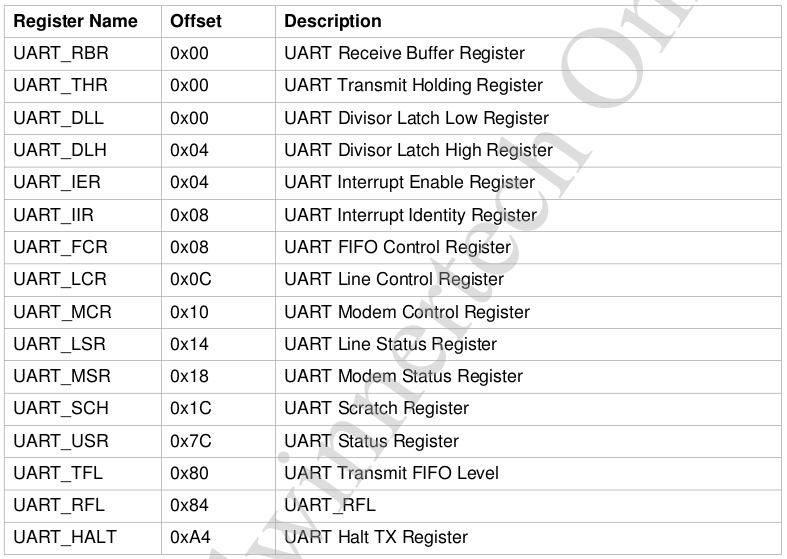 Register Name Offset Description
UART_RBR 0x00 UART Receive Buffer Register
UART_THR 0x00 UART Transmit Holding Register
UART_DLL 0x00 UART Divisor Latch Low Register
UART_DLH 0x04 UART Divisor Latch High Register
UART_IER 0x04 UART Interrupt Enable Register
UART_IIR 0x08 UART Interrupt Identity Register
UART_FCR 0x08 UART FIFO Control Register
UART_LCR 0x0C UART Line Control Register
UART_MCR 0x10 UART Modem Control Register
UART_LSR 0x14 UART Line Status Register
UART_MSR 0x18 UART Modem Status Register
UART_SCH 0x1C UART Scratch Register
UART_USR 0x7C UART Status Register
UART_TFL 0x80 UART Transmit FIFO Level
UART_RFL 0x84 UART_RFL
UART_HALT 0xA4 UART Halt TX Register